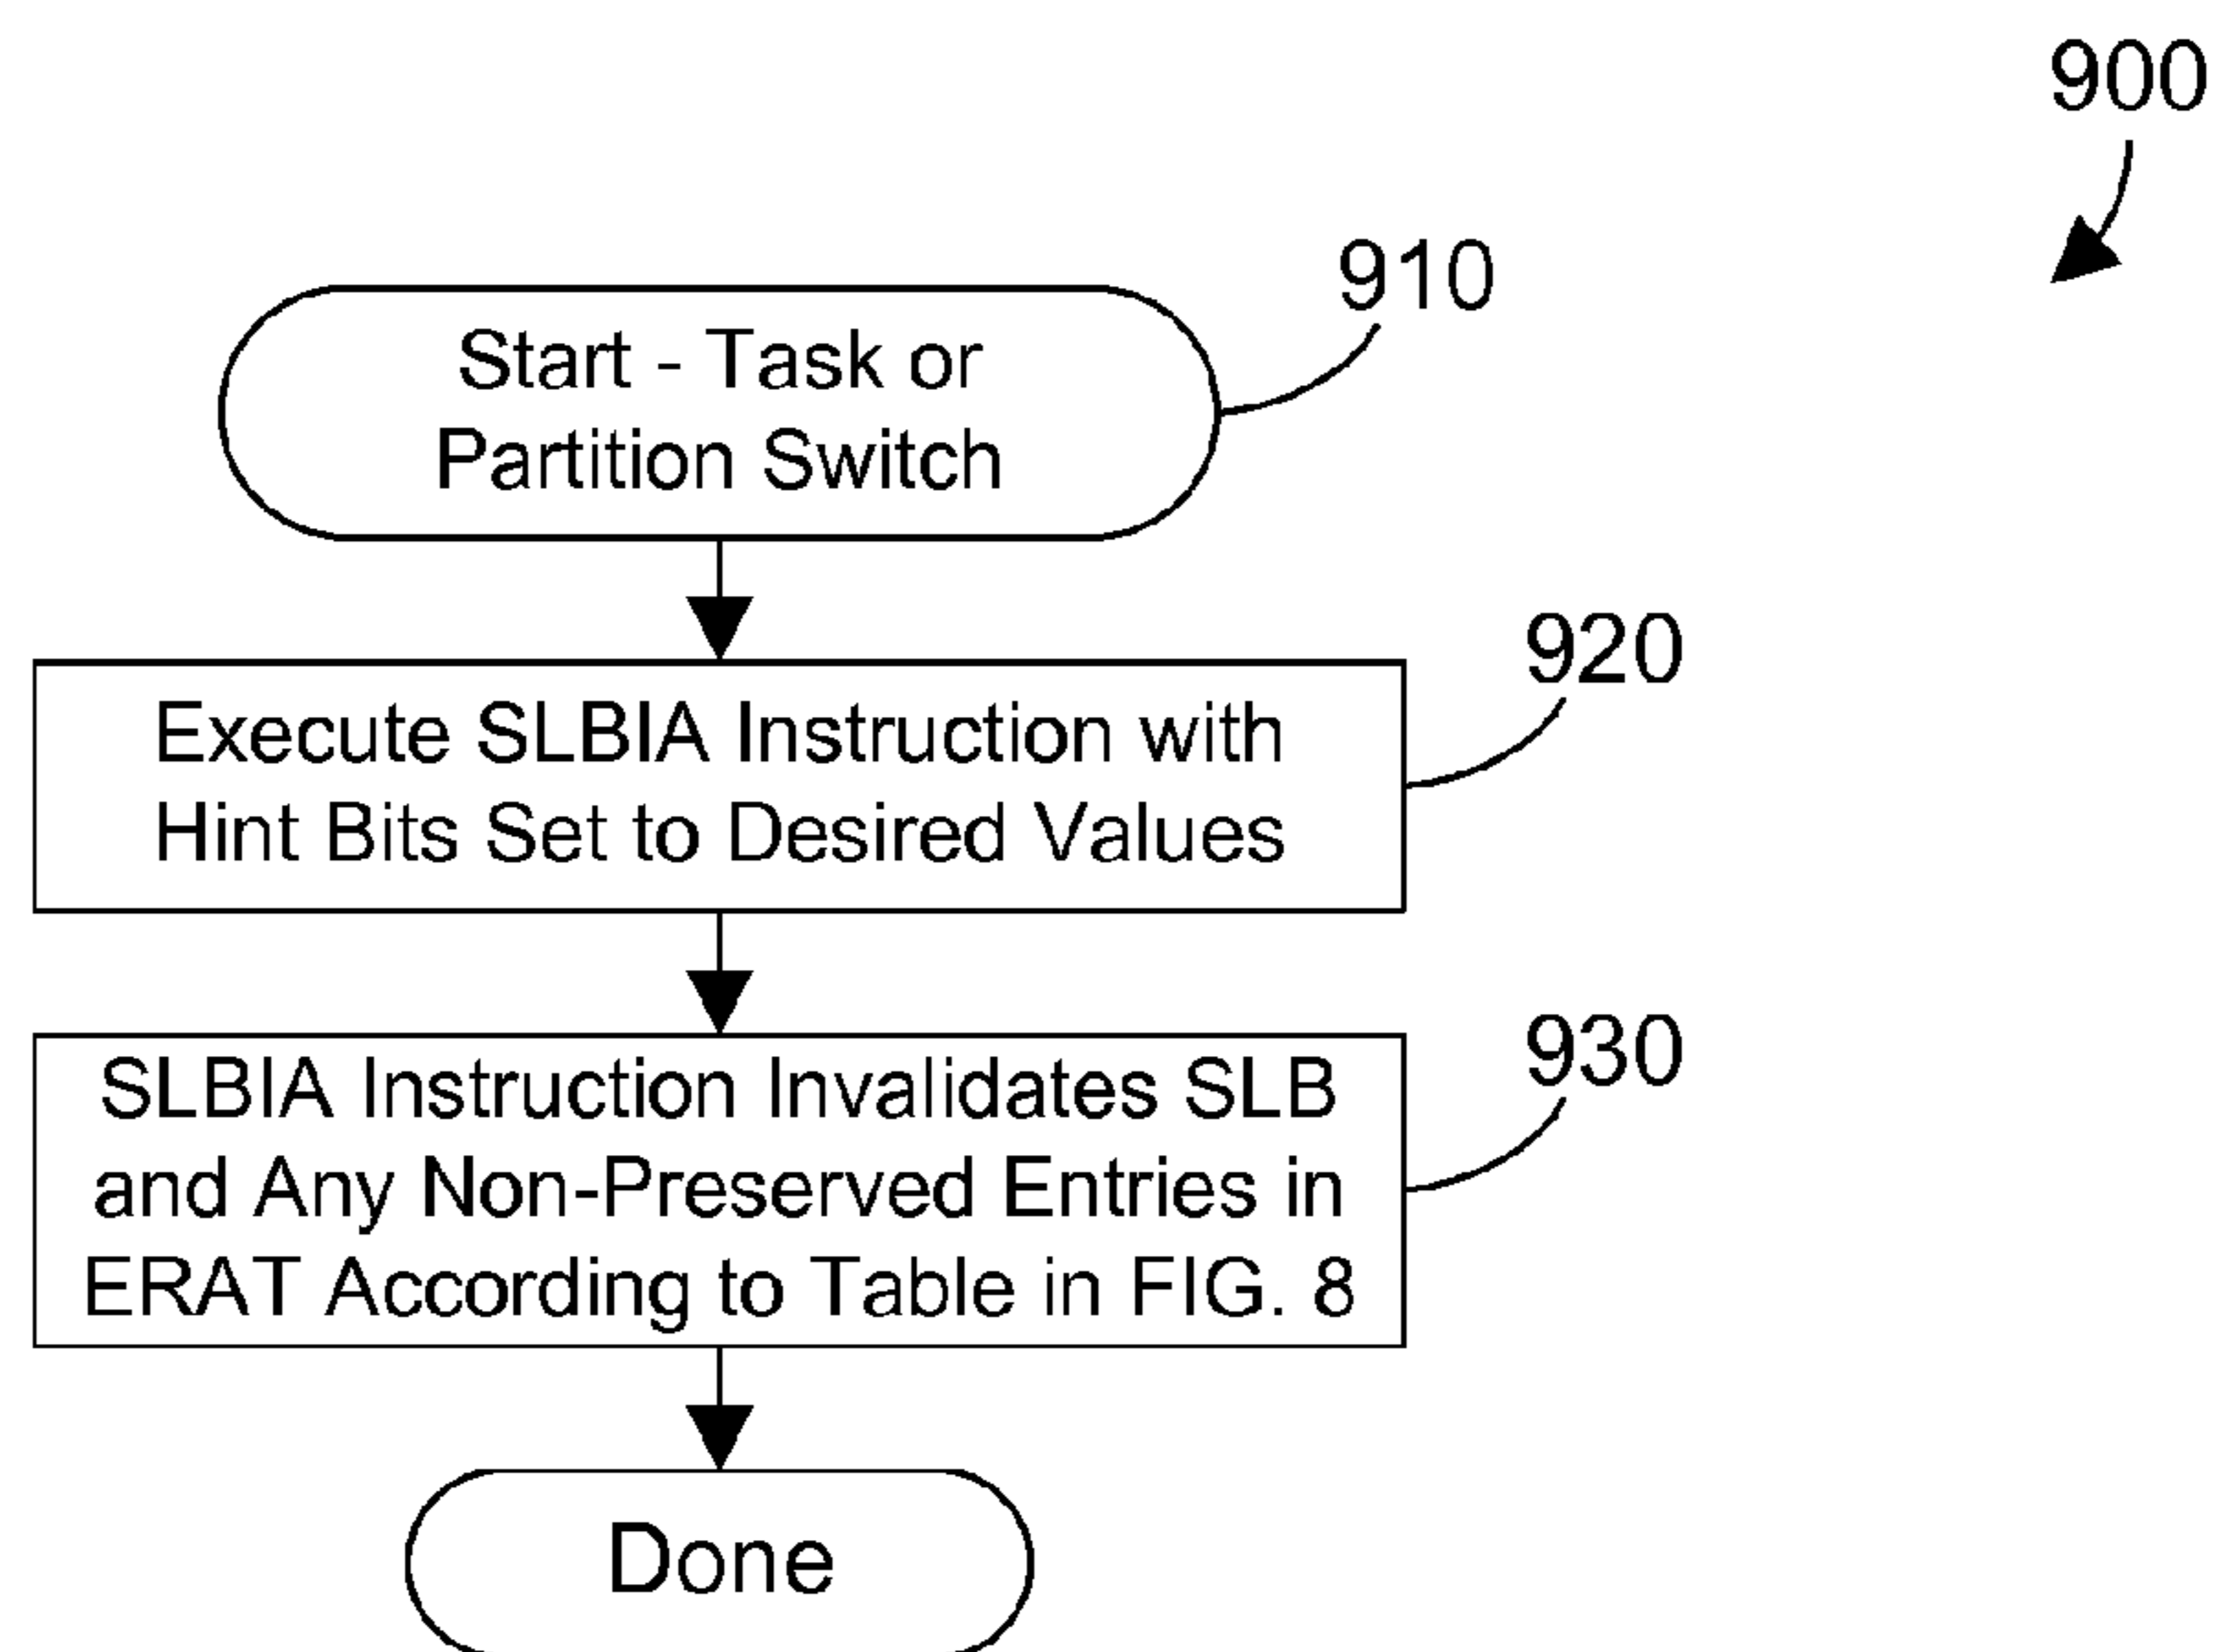 900
910
Start - Task or
Partition Switch
920
Execute SLBIA Instruction with
Hint Bits Set to Desired Values
930
SLBIA Instruction Invalidates SLB
and Any Non-Preserved Entries in
ERAT According to Table in FIG. 8
Done